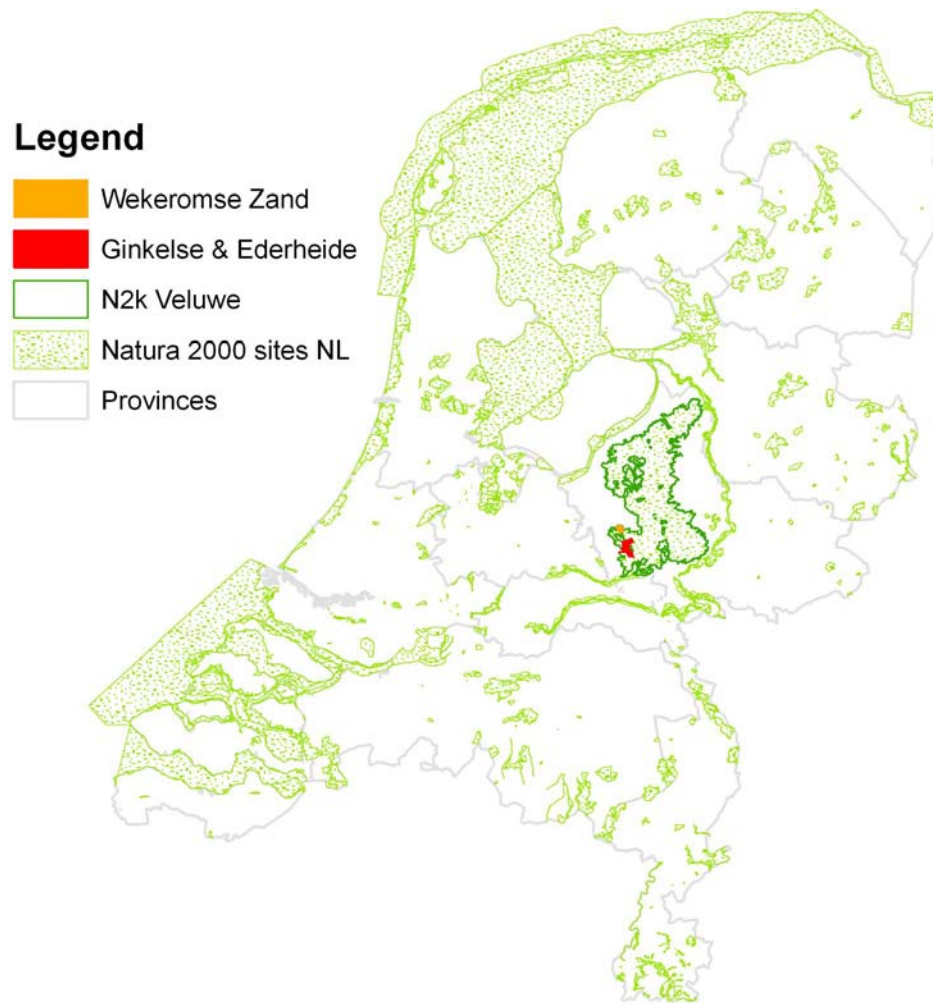 Legend
Wekeromse Zand
Ginkelse & Ederheide
N2k Veluwe
Natura 2000 sites NL
Provinces